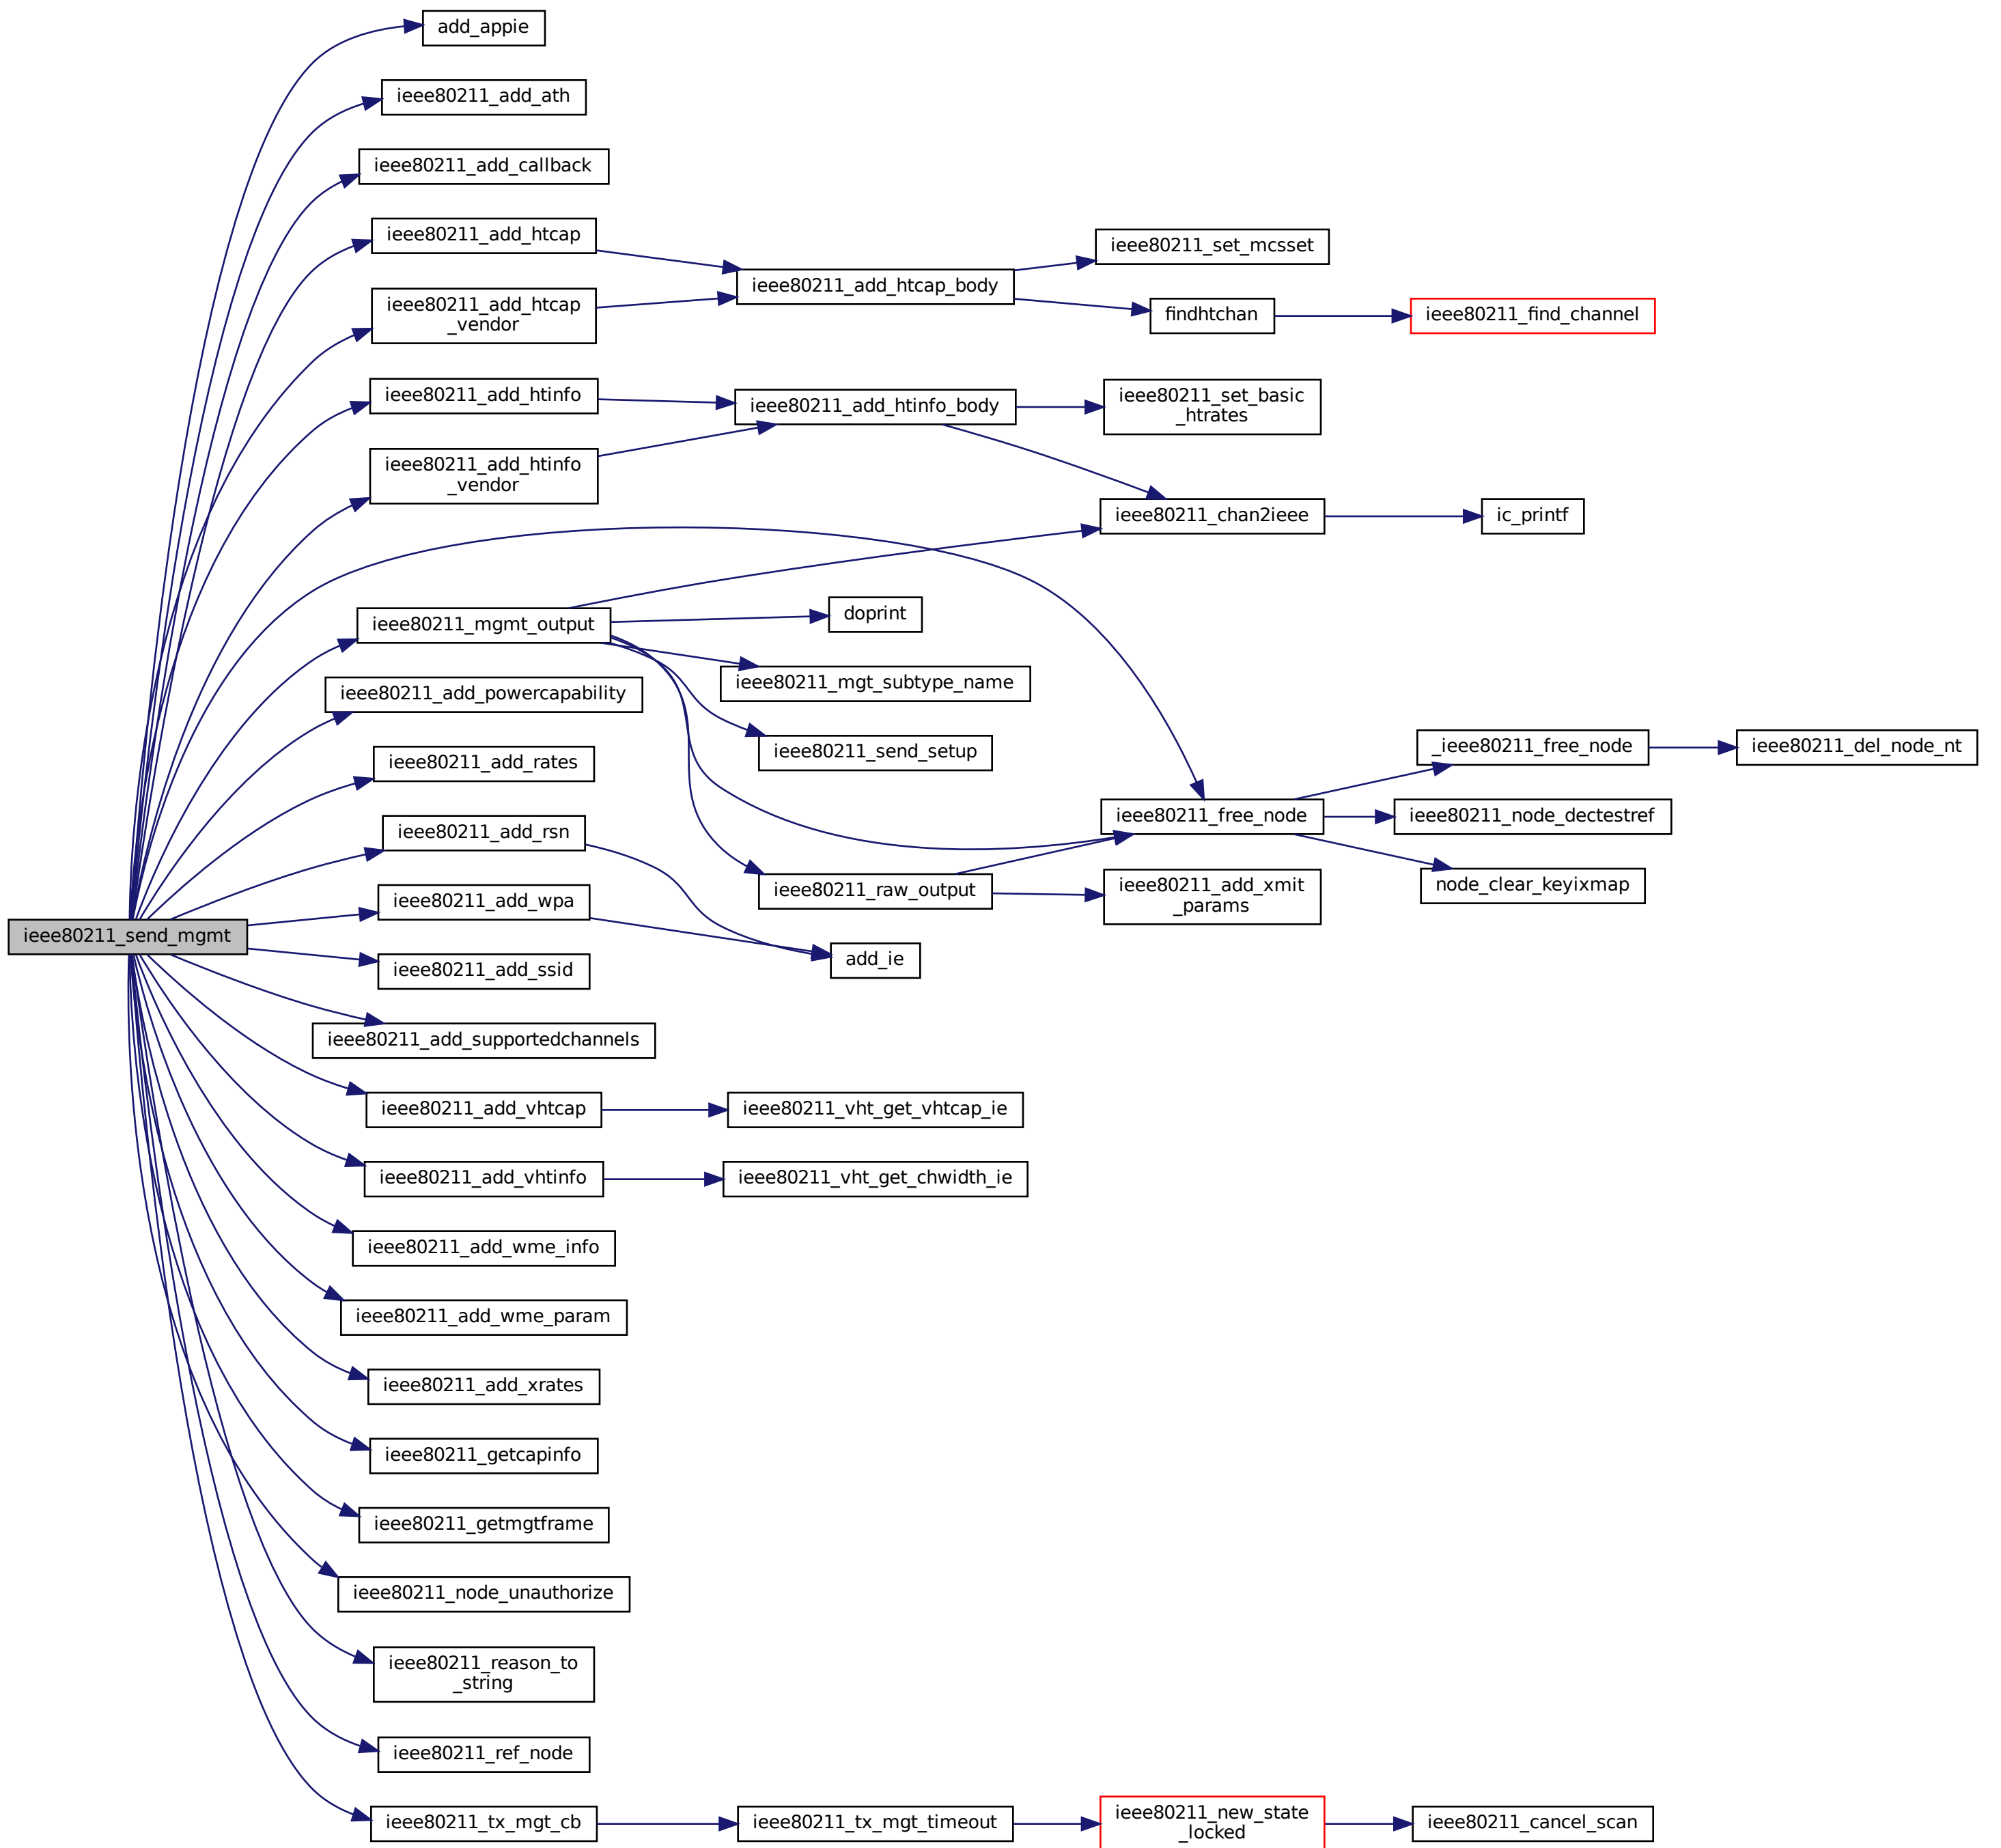 add_appie
ieee80211_add_ath
ieee80211_add_callback
ieee80211_add_htcap
ieee80211_add_htcap
_vendor
ieee80211_add_htinfo
ieee80211_add_htinfo
_vendor
ieee80211_mgmt_output
ieee80211_add_powercapability
ieee80211_add_rates
ieee80211_add_rsn
ieee80211_add_wpa
ieee80211_send_mgmt
ieee80211_add_ssid
ieee80211_add_supportedchannels
ieee80211_add_vhtcap
ieee80211_add_vhtinfo
ieee80211_add_wme_info
ieee80211_add_wme_param
ieee80211_add_xrates
ieee80211_getcapinfo
ieee80211_getmgtframe
ieee80211_node_unauthorize
ieee80211_reason_to
_string
ieee80211_ref_node
ieee80211_tx_mgt_cb
ieee80211_add_htcap_body
ieee80211_add_htinfo_body
doprint
ieee80211_mgt_subtype_name
ieee80211_send_setup
ieee80211_raw_output
add_ie
ieee80211_vht_get_vhtcap_ie
ieee80211_vht_get_chwidth_ie
ieee80211_tx_mgt_timeout
ieee80211_set_mcsset
findhtchan
ieee80211_set_basic
_htrates
ieee80211_chan2ieee
ieee80211_free_node
ieee80211_add_xmit
_params
ieee80211_new_state
_locked
ieee80211_find_channel
ic_printf
_ieee80211_free_node
ieee80211_node_dectestref
node_clear_keyixmap
ieee80211_cancel_scan
ieee80211_del_node_nt